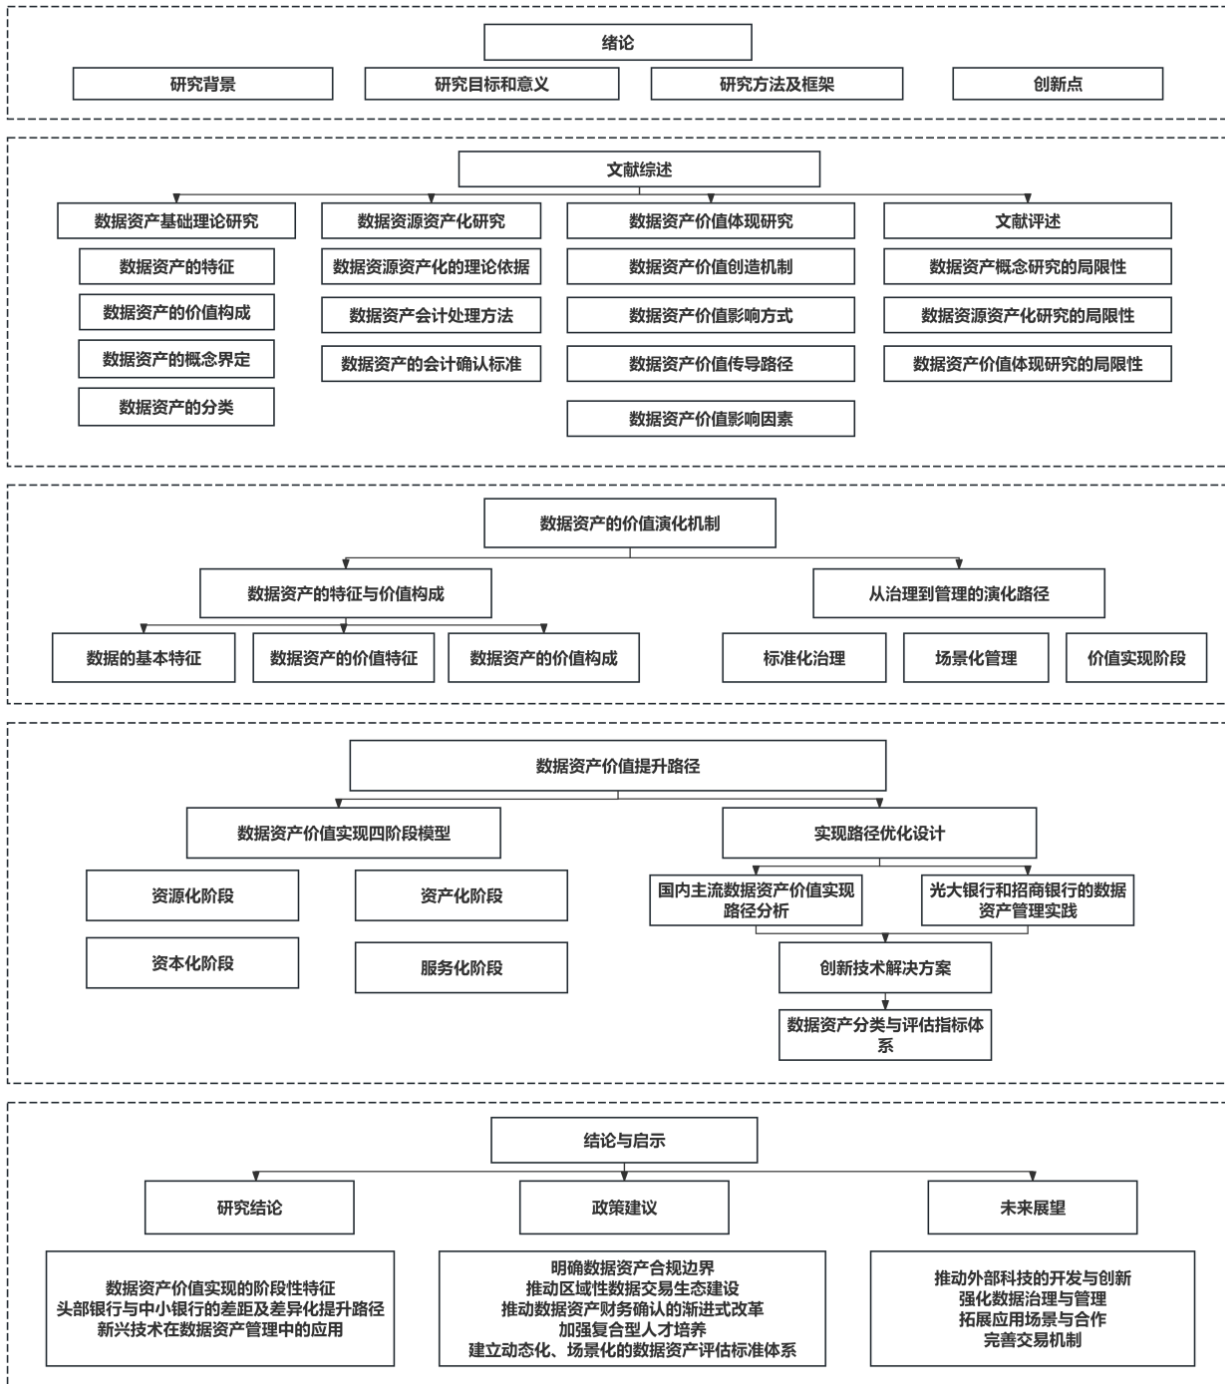 绪论
研究背景
研究目标和意义
研究方法及框架
创新点
文献综述
数据资产基础理论研究
数据资源资产化研究
数据资产价值体现研究
文献评述
数据资产的特征
数据资源资产化的理论依据
数据资产价值创造机制
数据资产概念研究的局限性
数据资产的价值构成
数据资产会计处理方法
数据资产价值影响方式
数据资源资产化研究的局限性
数据资产的概念界定
数据资产的会计确认标准
数据资产价值传导路径
数据资产价值体现研究的局限性
数据资产的分类
数据资产价值影响因素
数据资产的价值演化机制
数据资产的特征与价值构成
从治理到管理的演化路径
数据的基本特征
数据资产的价值特征
数据资产的价值构成
标准化治理
场景化管理
价值实现阶段
数据资产价值提升路径
数据资产价值实现四阶段模型
实现路径优化设计
资源化阶段
资产化阶段
国内主流数据资产价值实现
路径分析
光大银行和招商银行的数据
资产管理实践
资本化阶段
服务化阶段
创新技术解决方案
数据资产分类与评估指标体
系
结论与启示
研究结论
政策建议
未来展望
数据资产价值实现的阶段性特征
头部银行与中小银行的差距及差异化提升路径
新兴技术在数据资产管理中的应用
明确数据资产合规边界
推动区域性数据交易生态建设
推动数据资产财务确认的渐进式改革
加强复合型人才培养
建立动态化、场景化的数据资产评估标准体系
推动外部科技的开发与创新
强化数据治理与管理
拓展应用场景与合作
完善交易机制